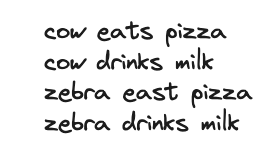 cow eats pizza
cow drinks milk
zebra east pizza
zebra drinks milk